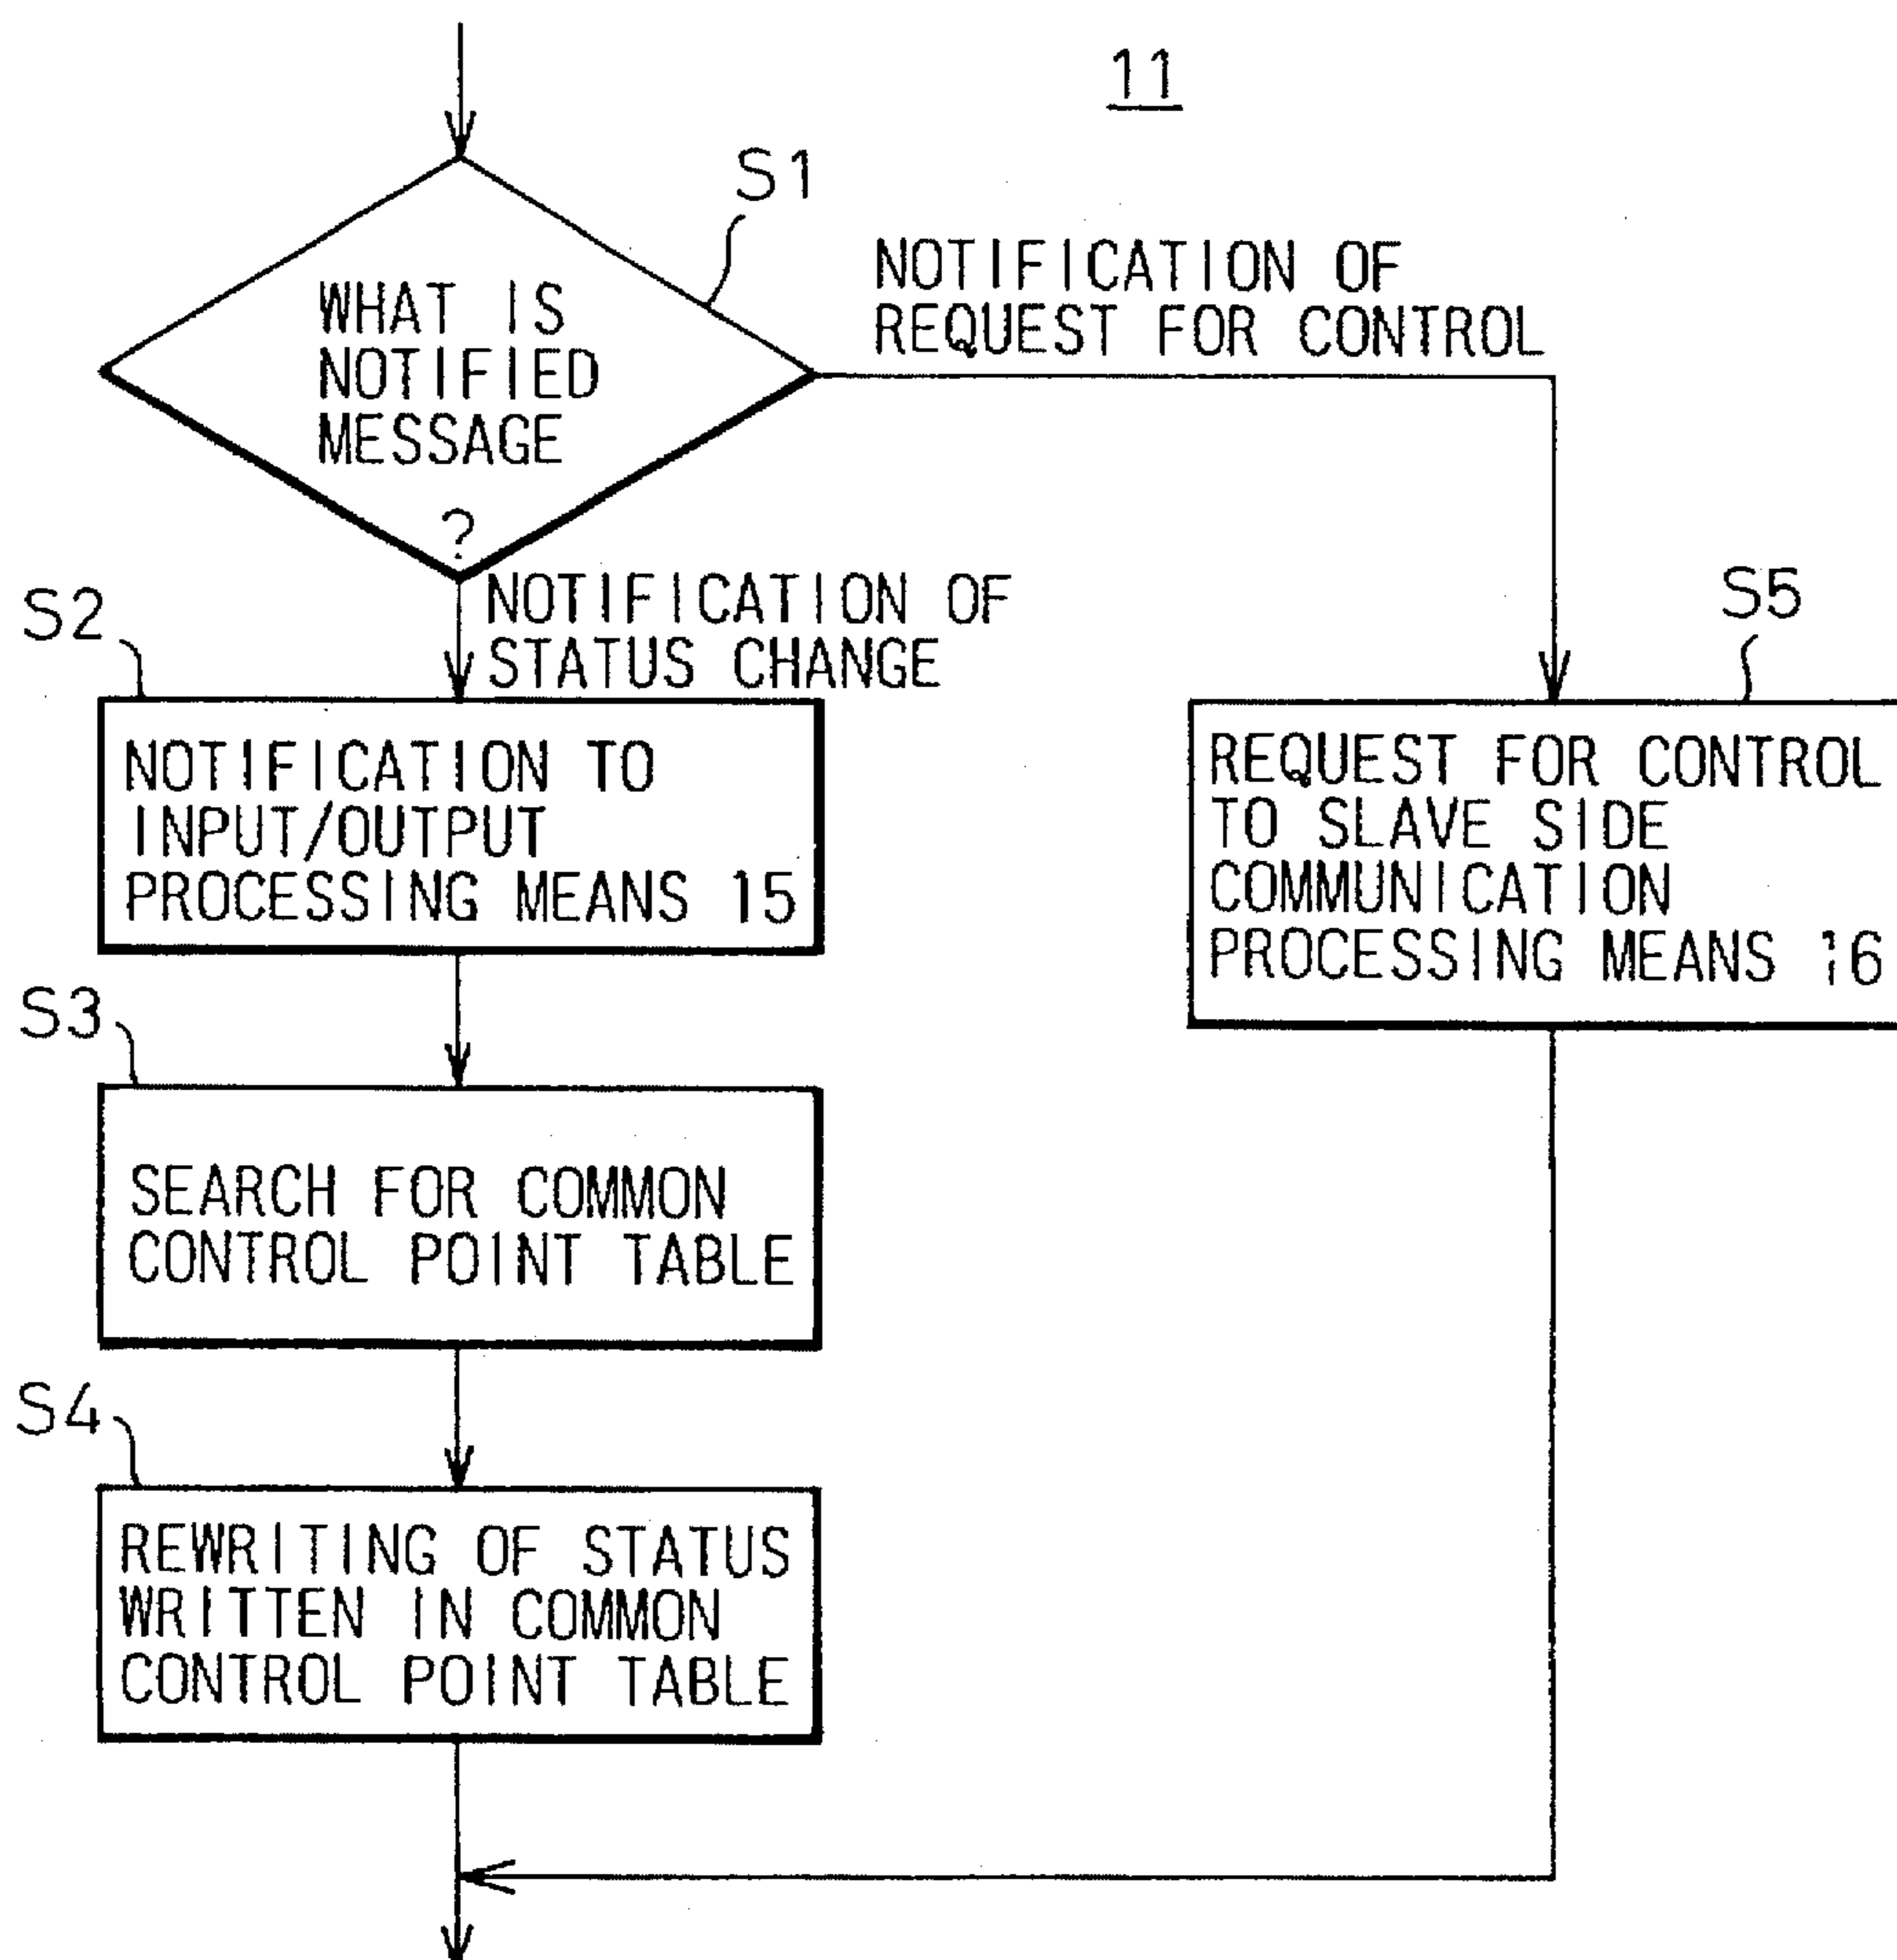 11
S1
WHAT IS
NOTIFIED
MESSAGE
?
NOTIFICATION OF
REQUEST FOR CONTROL
NOTIFICATION OF
STATUS CHANGE
S2
NOTIFICATION TO
INPUT/OUTPUT
PROCESSING MEANS 15
S5
REQUEST FOR CONTROL
TO SLAVE SIDE
COMMUNICATION
PROCESSING MEANS 16
S3
SEARCH FOR COMMON
CONTROL POINT TABLE
S4
REWRITING OF STATUS
WRITTEN IN COMMON
CONTROL POINT TABLE